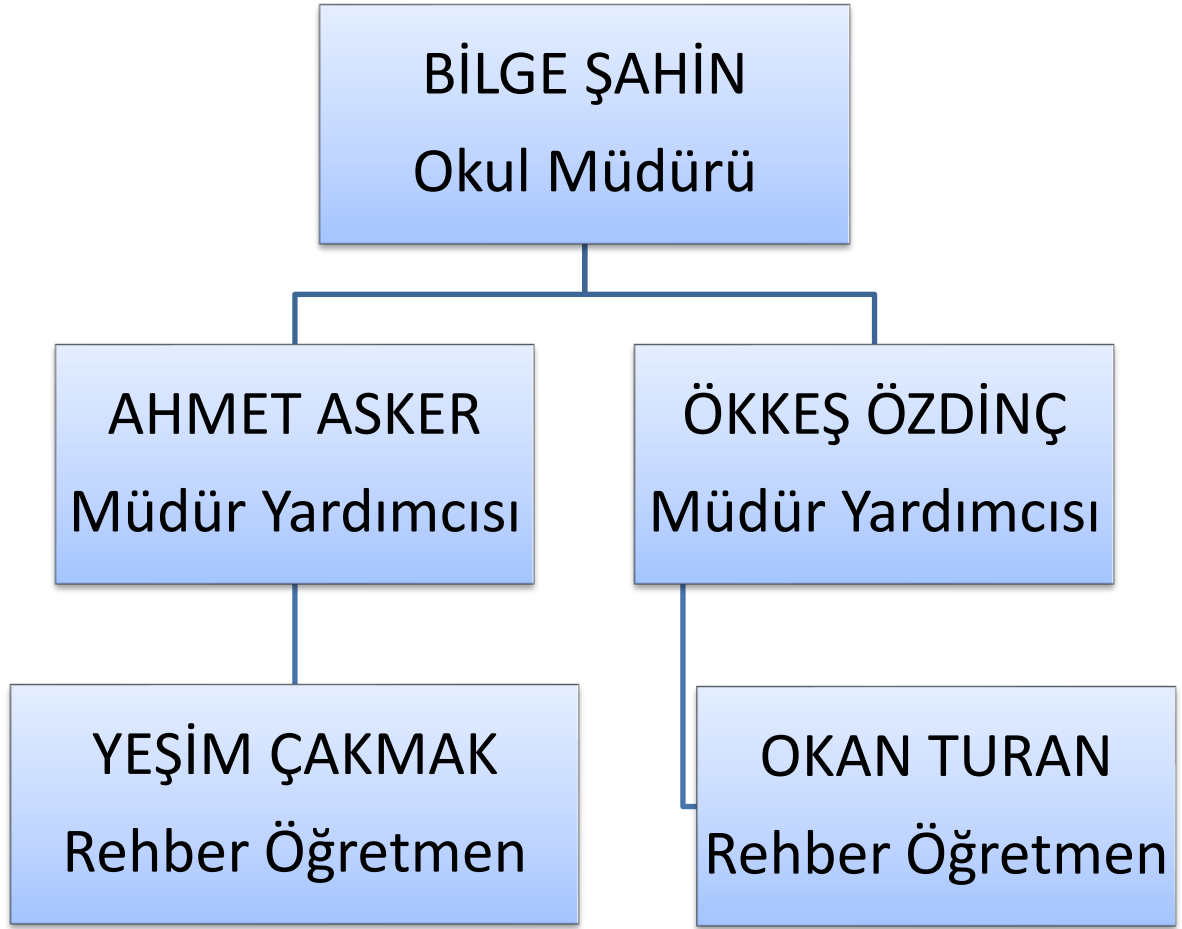 BİLGE ŞAHİN
Okul Müdürü
AHMET ASKER
Müdür Yardımcısı
ÖKKEŞ ÖZDİNÇ
Müdür Yardımcısı
YEŞİM ÇAKMAK
Rehber Öğretmen
OKAN TURAN
Rehber Öğretmen